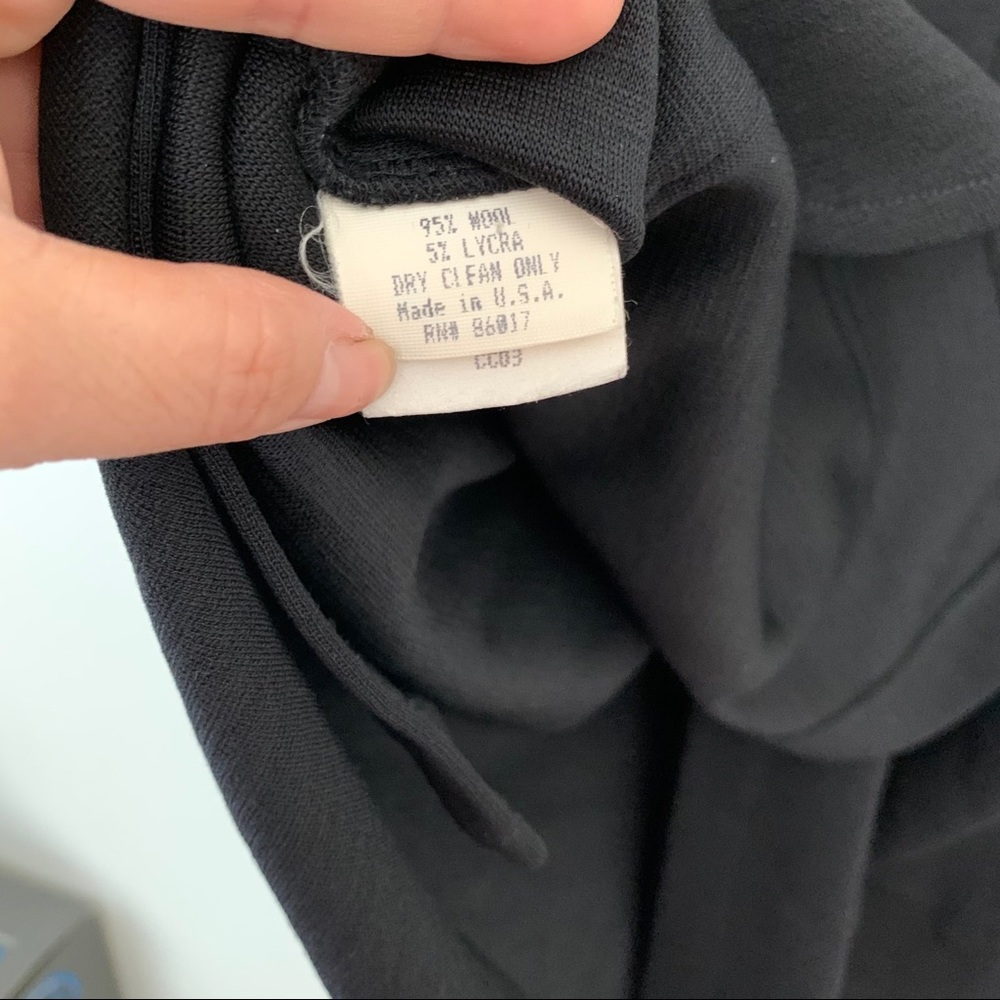 95% WOOL
5% LYCRA
DRY CLEAN ONLY
Made in U.S.A.
RN# 86017
CC03